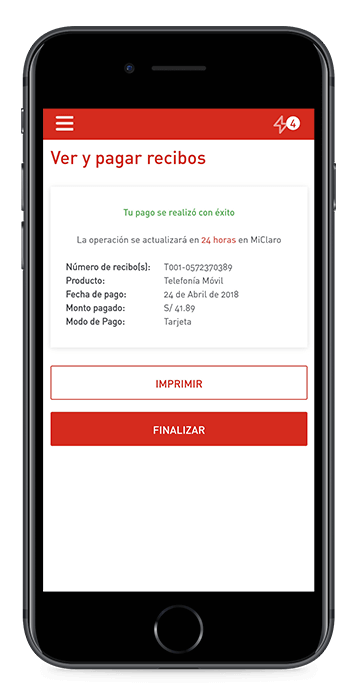 4
Ver y pagar recibos
Tu pago se realizó con éxito
La operación se actualizará en 24 horas en MiClaro
Número de recibo(s): T001-0572370389
Producto: Telefonía Móvil
Fecha de pago: 24 de Abril de 2018
Monto pagado: S/ 41.89
Modo de Pago: Tarjeta
IMPRIMIR
FINALIZAR